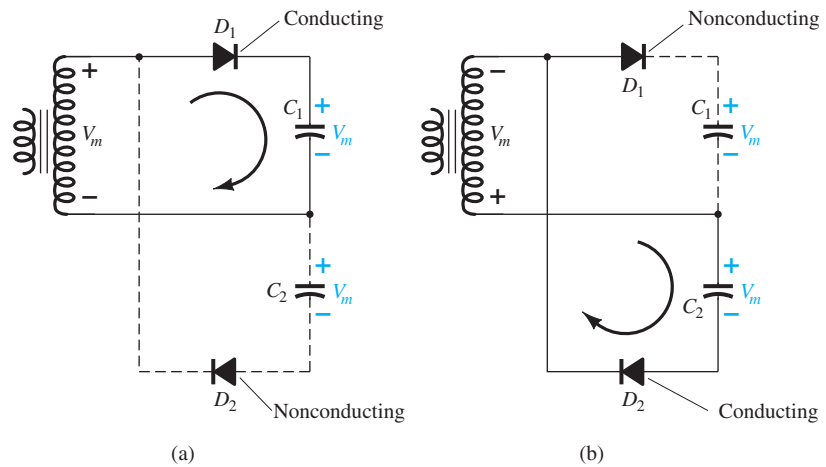 Conducting
D1
+
Vm
−
C1
+
Vm
−
C2
+
Vm
−
D2
Nonconducting
(a)
Nonconducting
D1
−
Vm
+
C1
+
Vm
−
C2
+
Vm
−
D2
Conducting
(b)